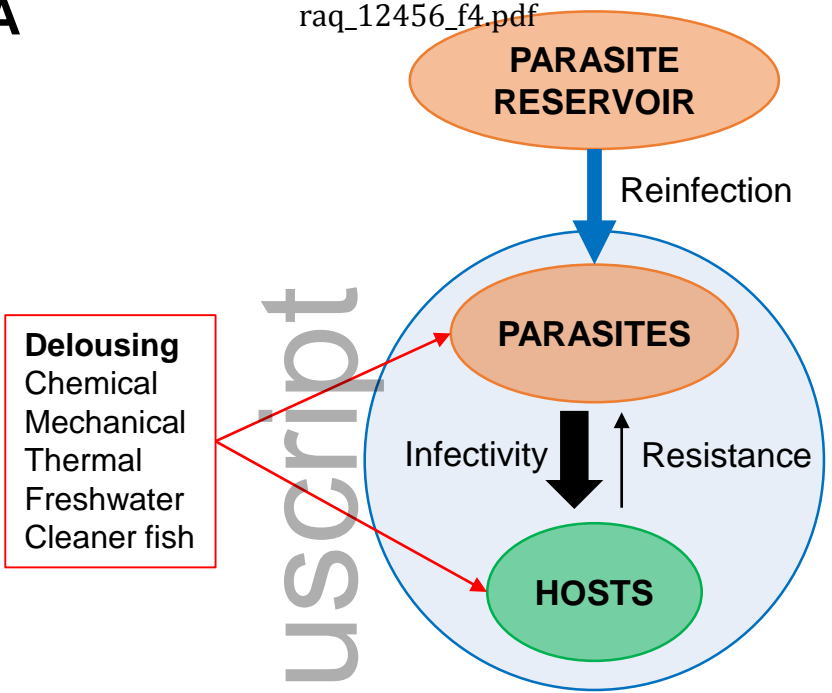 A
raq_12456_f4.pdf
PARASITE
RESERVOIR
Reinfection
PARASITES
Delousing
Chemical
Mechanical
Thermal
Freshwater
Cleaner fish
Infectivity
Resistance
HOSTS
uscript